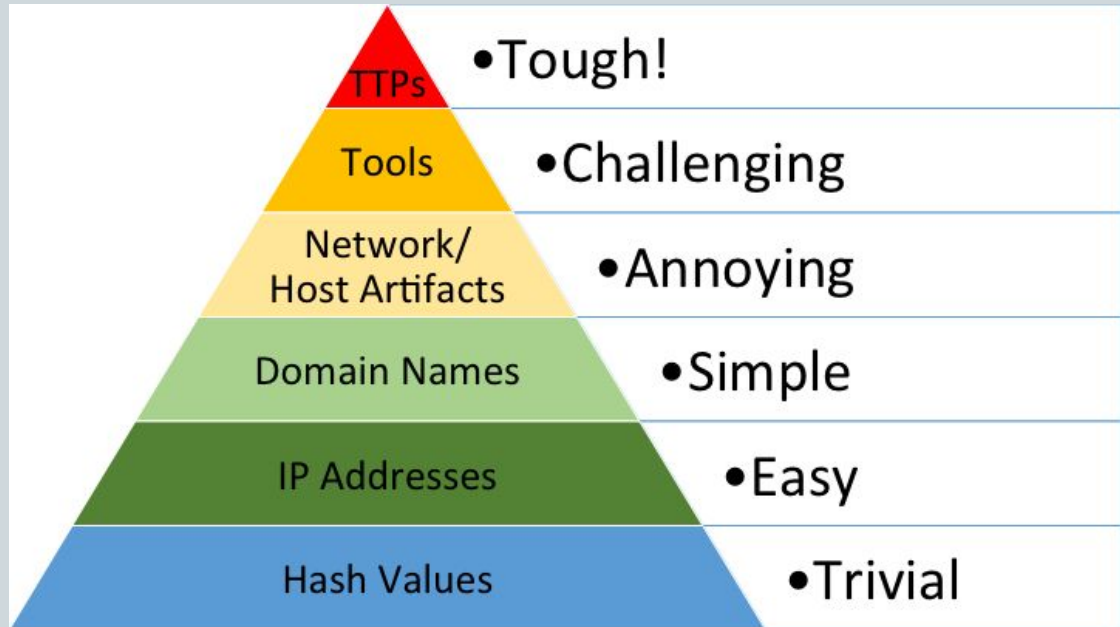 TTPs
•Tough!
Tools
•Challenging
Network/
Host Artifacts
•Annoying
Domain Names
•Simple
IP Addresses
•Easy
Hash Values
•Trivial